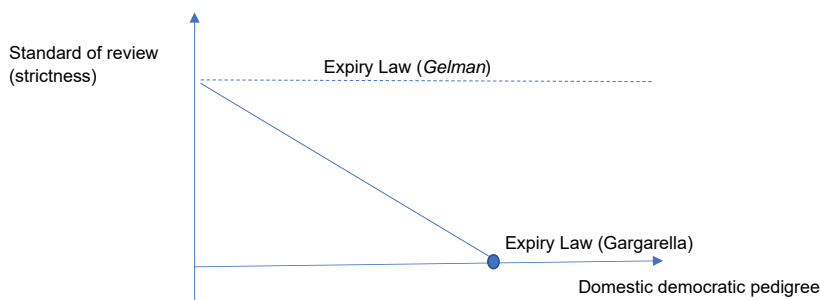 Standard of review
(strictness)
Expiry Law (Gelman)
Expiry Law (Gargarella)
Domestic democratic pedigree